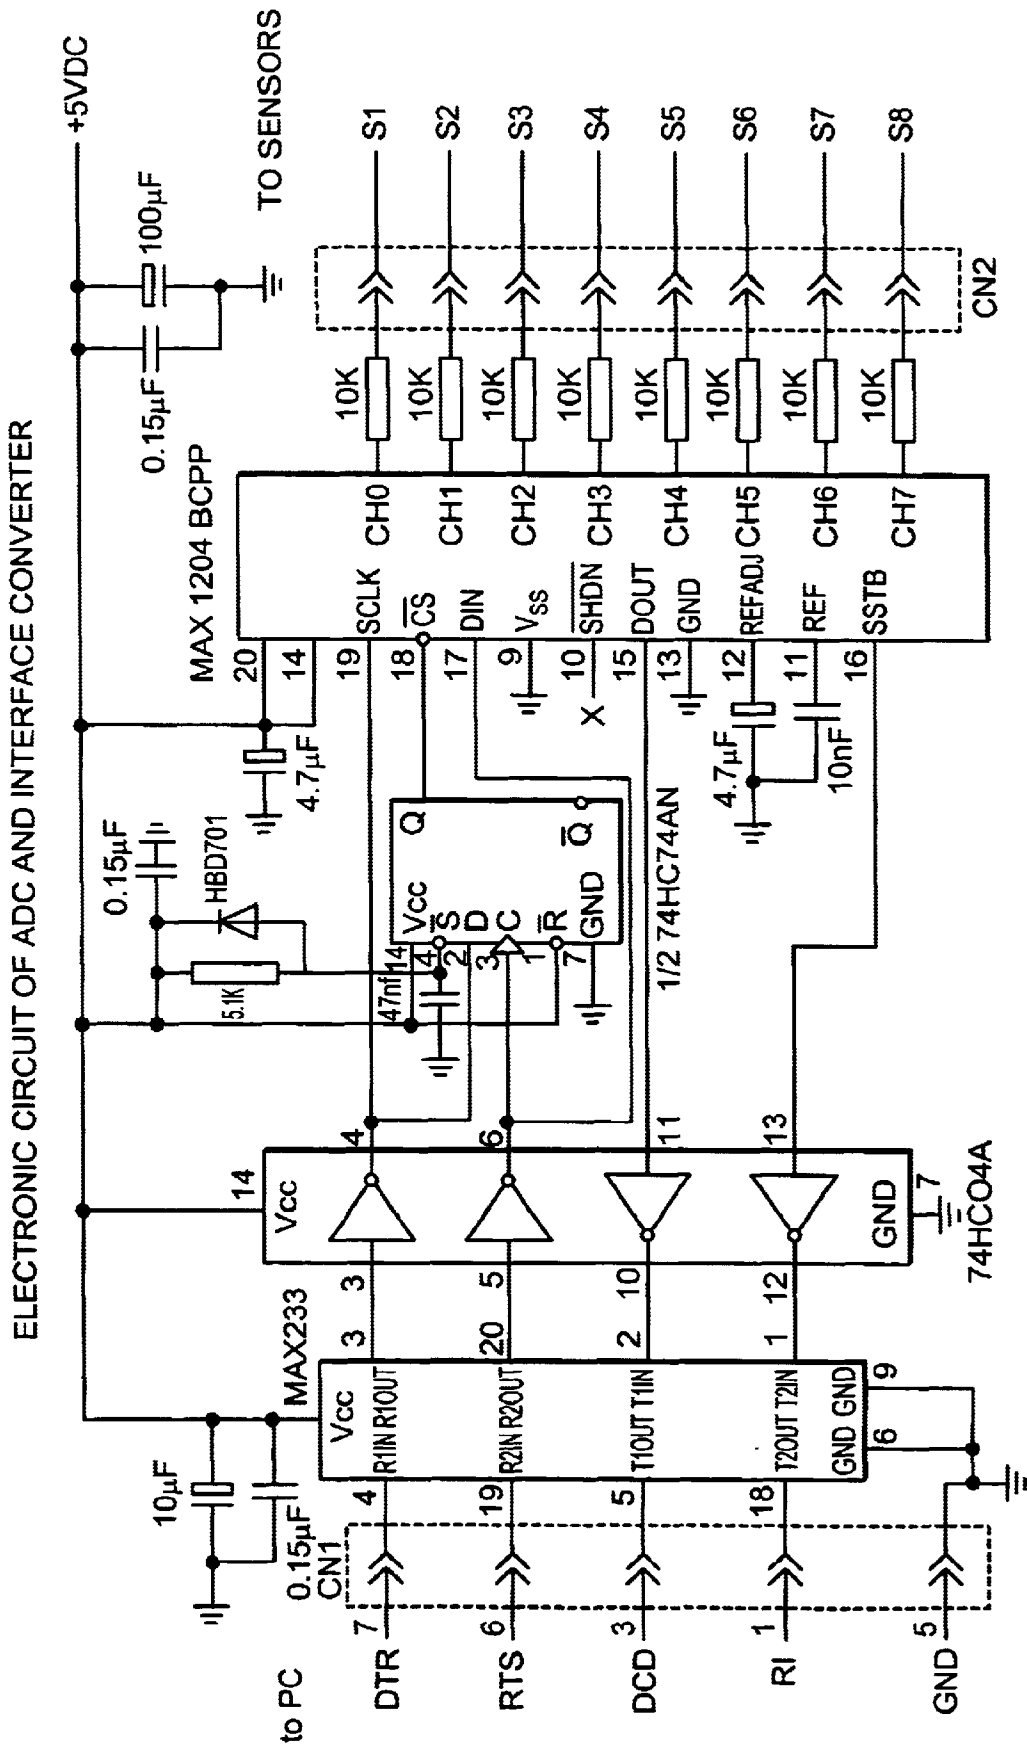 ELECTRONIC CIRCUIT OF ADC AND INTERFACE CONVERTER
+5VDC
10µF
0.15µF
0.15µF
HBD701
5.1K
47nf
4.7µF
0.15µF
100µF
TO SENSORS
to PC
CN1
DTR
7
4
RTS
6
19
DCD
3
5
RI
1
18
GND
5
MAX233
Vcc
R1IN R1OUT
R2IN R2OUT
T1OUT T1IN
T2OUT T2IN
GND GND
6
9
3
20
2
1
3
5
10
12
14
Vcc
GND
7
74HCO4A
4
6
11
13
14
Vcc
4
S
2
D
3
C
1
R
7
GND
Q
Q
1/2 74HC74AN
MAX 1204 BCPP
20
14
19
SCLK
18
CS
17
DIN
9
VSS
10
SHDN
X
15
DOUT
13
GND
12
REFADJ
11
REF
16
SSTB
4.7µF
10nF
CH0
CH1
CH2
CH3
CH4
CH5
CH6
CH7
10K
10K
10K
10K
10K
10K
10K
10K
CN2
S1
S2
S3
S4
S5
S6
S7
S8